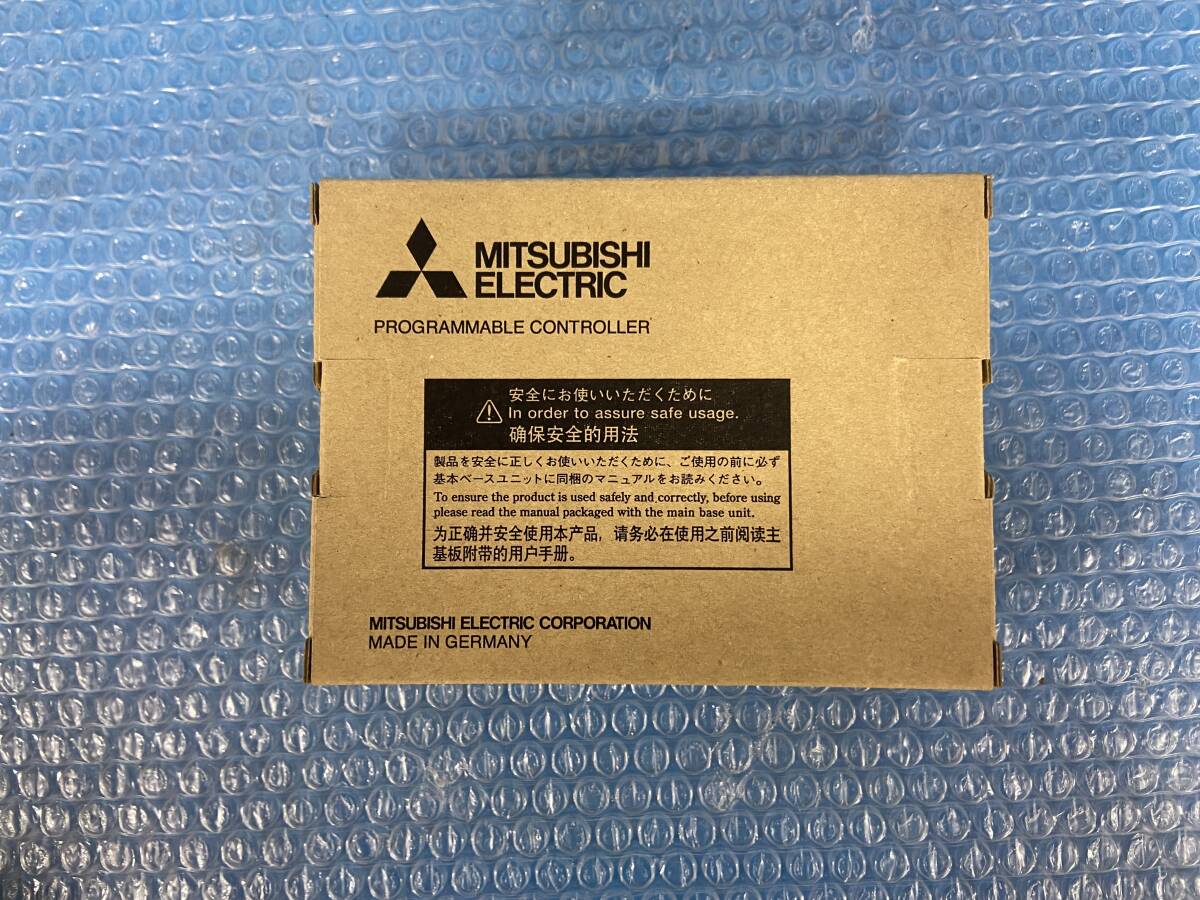 MITSUBISHI
ELECTRIC
PROGRAMMABLE CONTROLLER
安全にお使いいただくために
In order to assure safe usage.
确保安全的用法
製品を安全に正しくお使いいただくために、ご使用の前に必ず
基本ベースユニットに同梱のマニュアルをお読みください。
To ensure the product is used safely and correctly, before using
please read the manual packaged with the main base unit.
为正确并安全使用本产品，请务必在使用之前阅读主
基板附带的用户手册。
MITSUBISHI ELECTRIC CORPORATION
MADE IN GERMANY